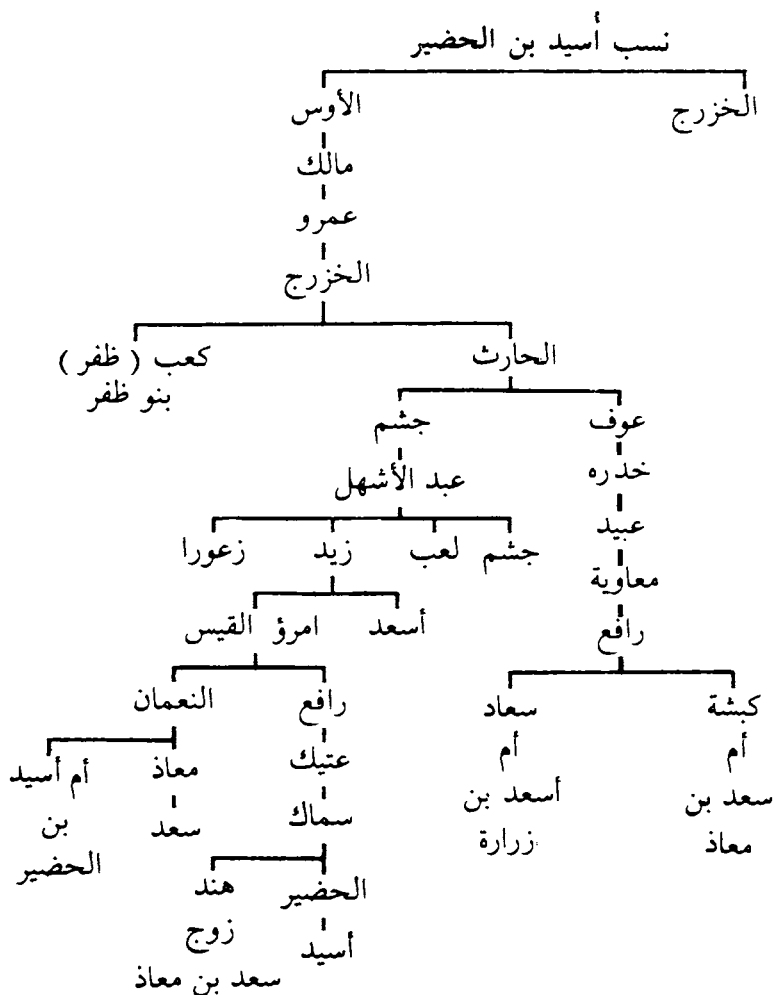 نسب أسيد بن الحضير
الخزرج
الأوس
مالك
عمرو
الخزرج
الحارث
كعب ( ظفر )
بنو ظفر
عوف
جشم
خدره
عبد الأشهل
عبيد
جشم
لعب
زيد
زعورا
معاوية
رافع
أسعد
امرؤ القيس
كبشة
أم
سعد بن
معاذ
سعاد
أم
أسعد بن
زرارة
رافع
النعمان
عتيك
سماك
معاذ
سعد
أم أسيد
بن
الحضير
الحضير
أسيد
هند
زوج
سعد بن معاذ